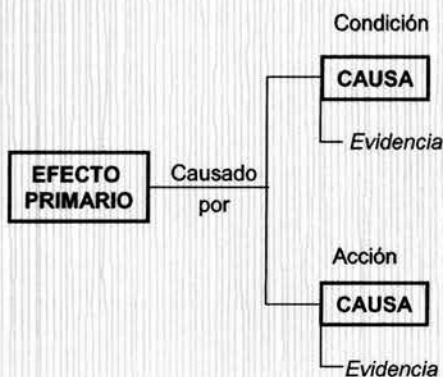 Condición
CAUSA
Evidencia
EFECTO
PRIMARIO
Causado
por
Acción
CAUSA
Evidencia